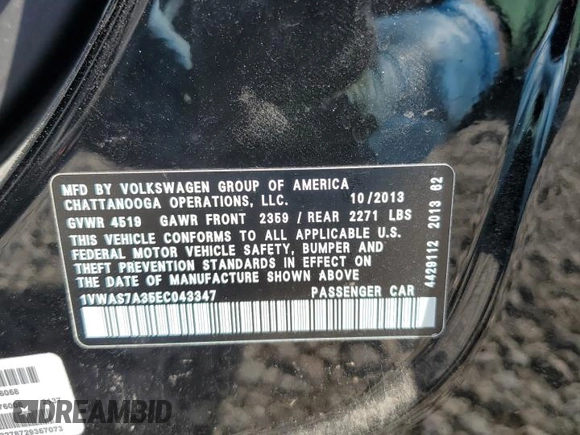 MFD BY VOLKSWAGEN GROUP OF AMERICA
CHATTANOOGA OPERATIONS, LLC. 10/2013
GVWR 4519 GAWR FRONT 2359 / REAR 2271 LBS
THIS VEHICLE CONFORMS TO ALL APPLICABLE U.S.
FEDERAL MOTOR VEHICLE SAFETY, BUMPER AND
THEFT PREVENTION STANDARDS IN EFFECT ON
THE DATE OF MANUFACTURE SHOWN ABOVE
1VWAS7A35EC043347 PASSENGER CAR
4429112 2013 62
DREAMBID